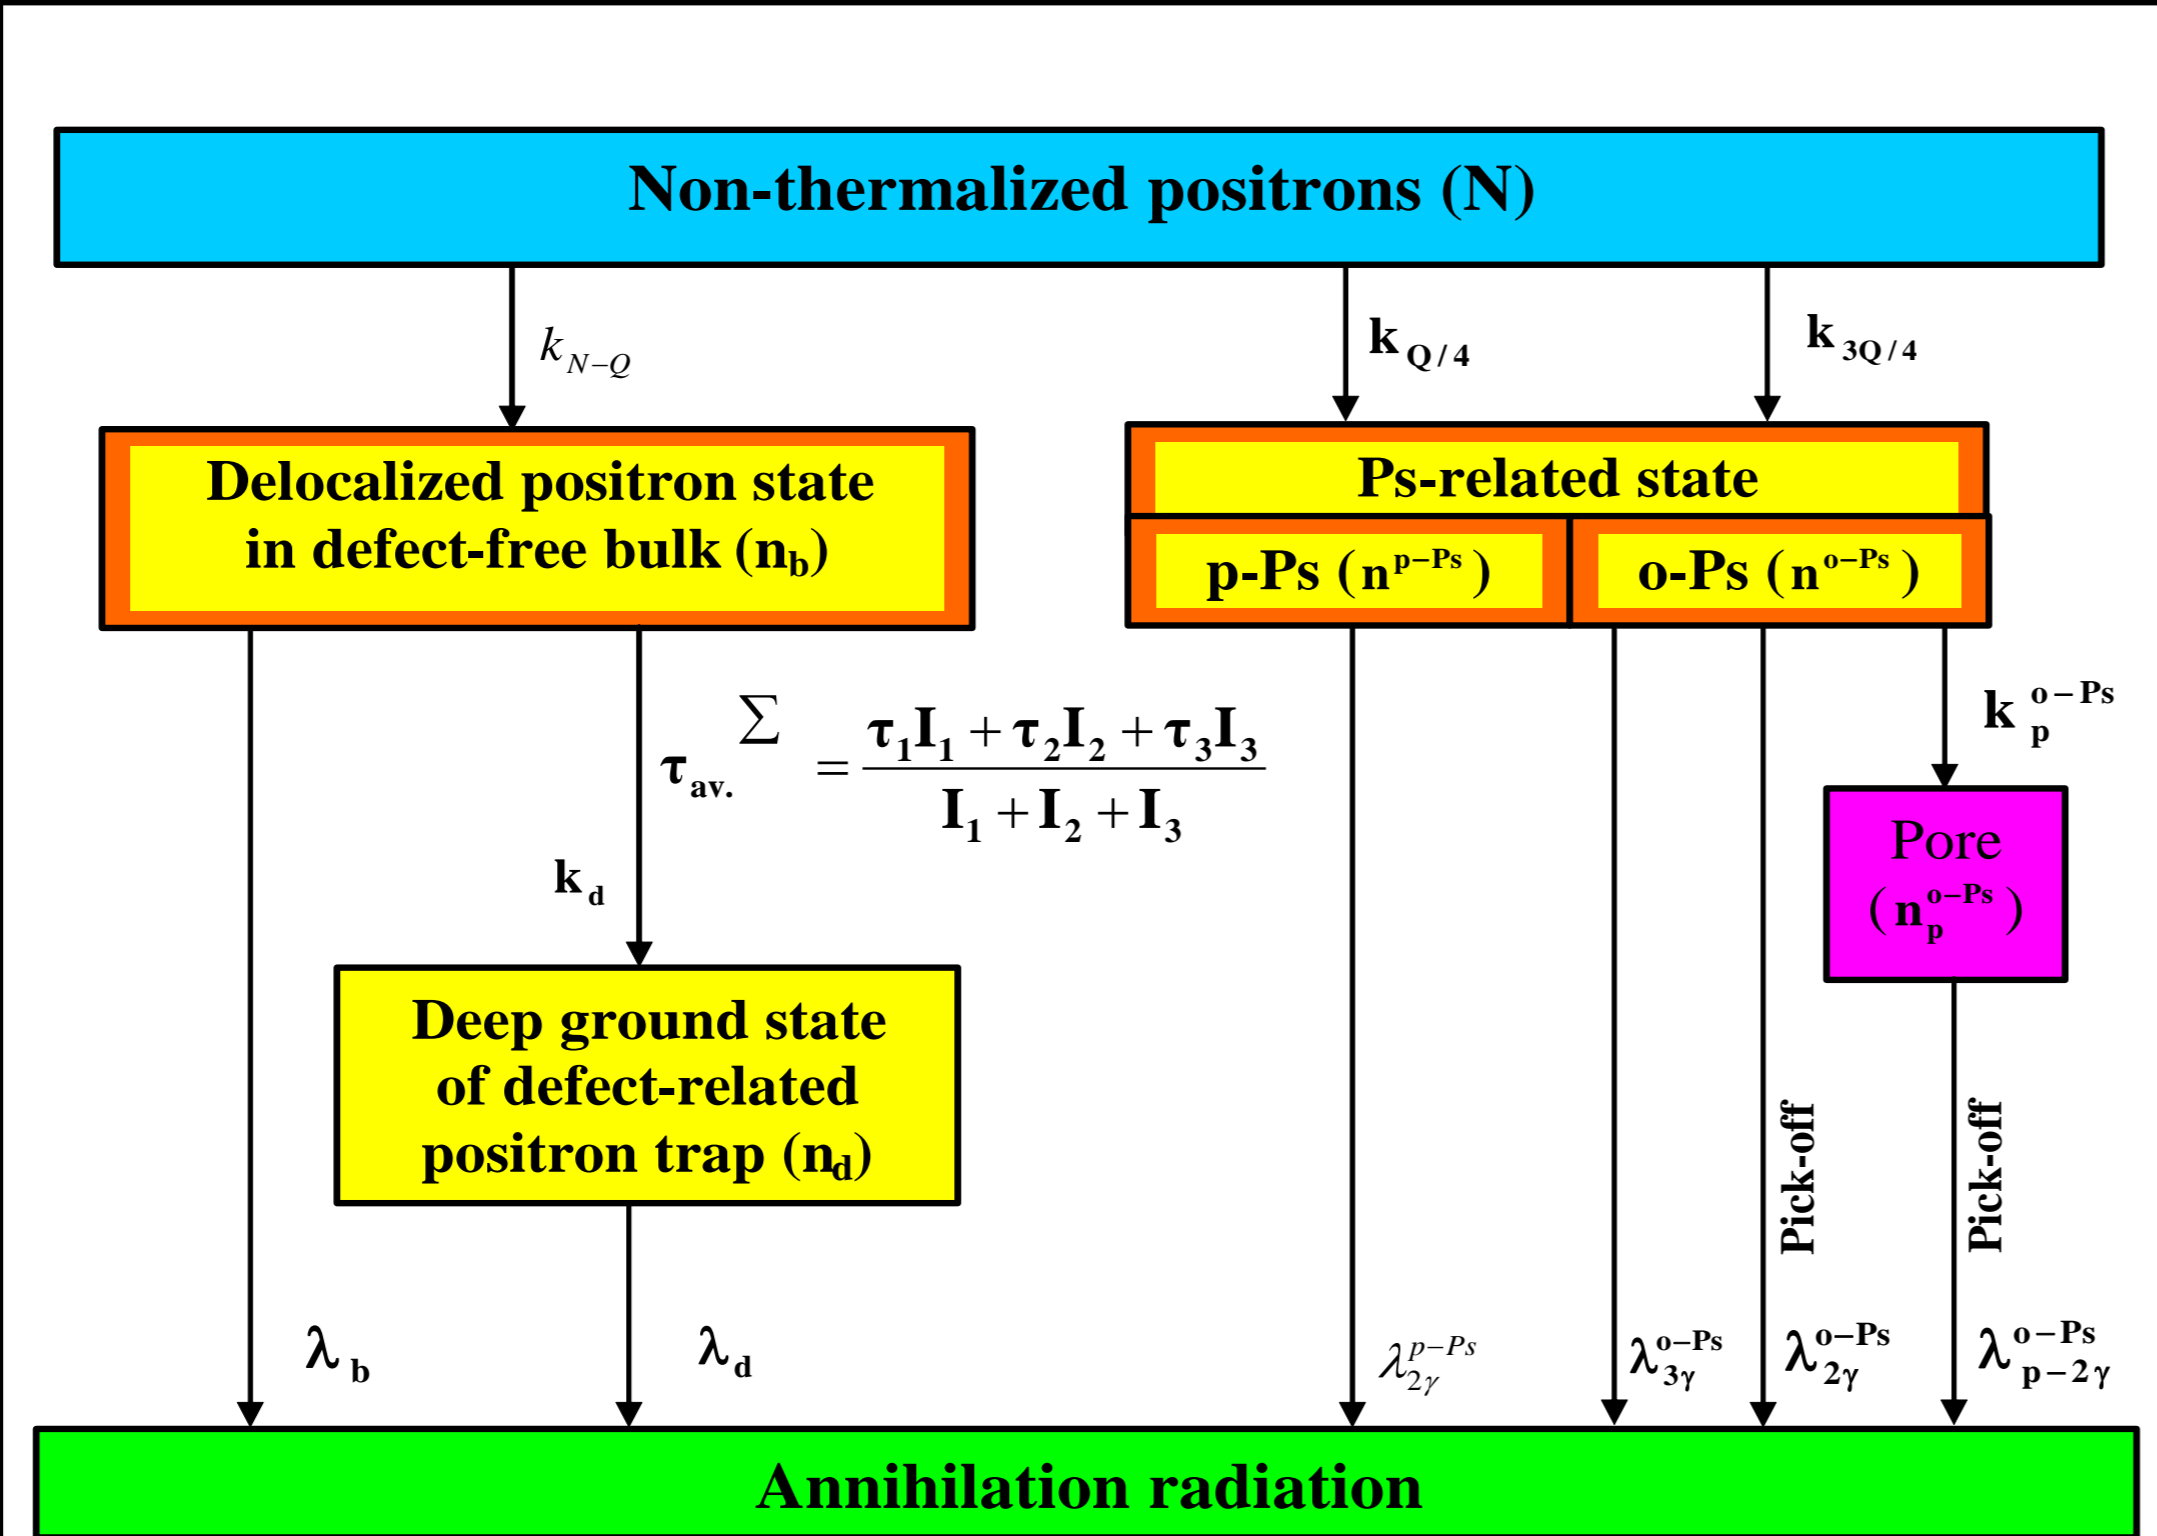 Non-thermalized positrons (N)
k_{N–Q}
k_{Q/4}
k_{3Q/4}
Delocalized positron state
in defect-free bulk (n_b)
Ps-related state
p-Ps (n^{p–Ps})
o-Ps (n^{o–Ps})
τ_{av.}^{∑} = \frac{τ_1I_1 + τ_2I_2 + τ_3I_3}{I_1 + I_2 + I_3}
k_p^{o–Ps}
k_d
Pore
(n_p^{o–Ps})
Deep ground state
of defect-related
positron trap (n_d)
Pick-off
Pick-off
λ_b
λ_d
λ_{2γ}^{p–Ps}
λ_{3γ}^{o–Ps}
λ_{2γ}^{o–Ps}
λ_{p–2γ}^{o–Ps}
Annihilation radiation